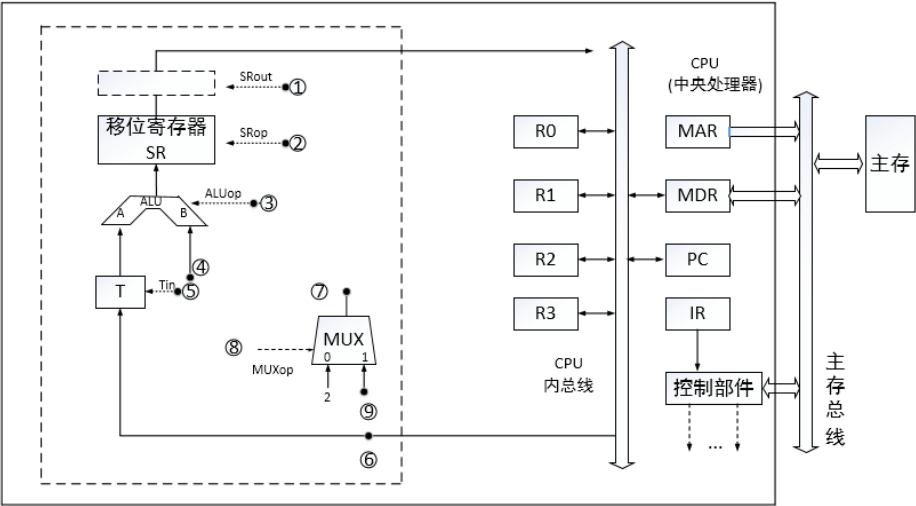 SRout
①
移位寄存器
SR
SRop
②
ALU
A
B
ALUop
③
④
T
Tin
⑤
⑦
MUX
0
1
⑧
MUXop
2
⑨
⑥
CPU
(中央处理器)
R0
MAR
主存
R1
MDR
R2
PC
R3
IR
CPU
内总线
控制部件
...
主
存
总
线